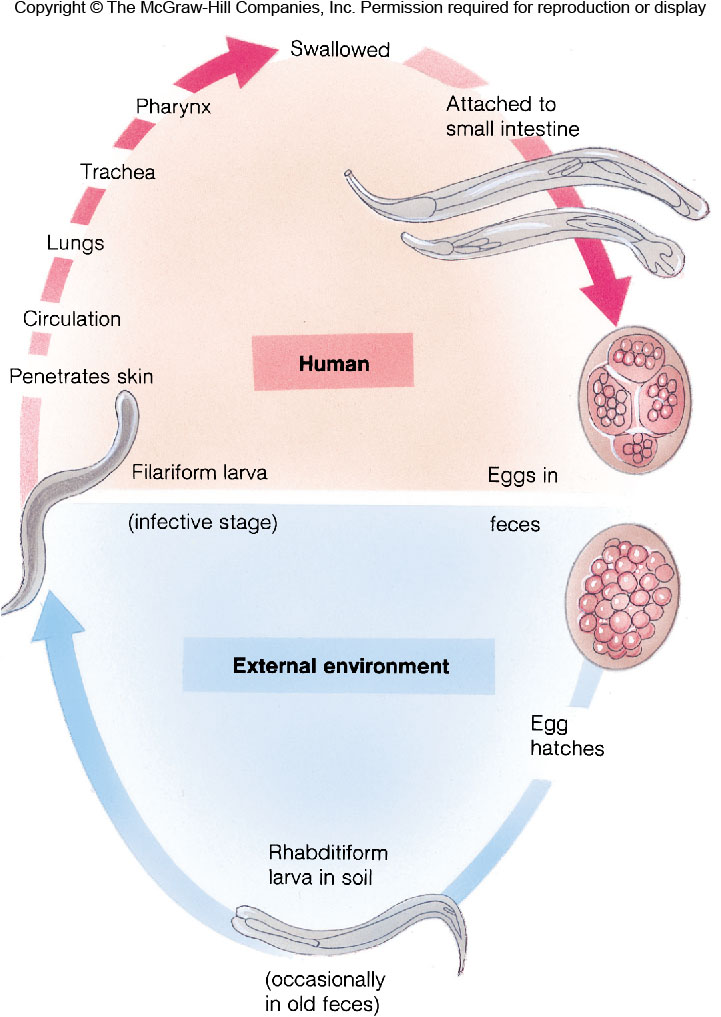 Copyright © The McGraw-Hill Companies, Inc. Permission required for reproduction or display
Swallowed
Attached to
small intestine
Pharynx
Trachea
Lungs
Circulation
Penetrates skin
Human
Filariform larva
(infective stage)
Eggs in
feces
External environment
Egg
hatches
Rhabditiform
larva in soil
(occasionally
in old feces)